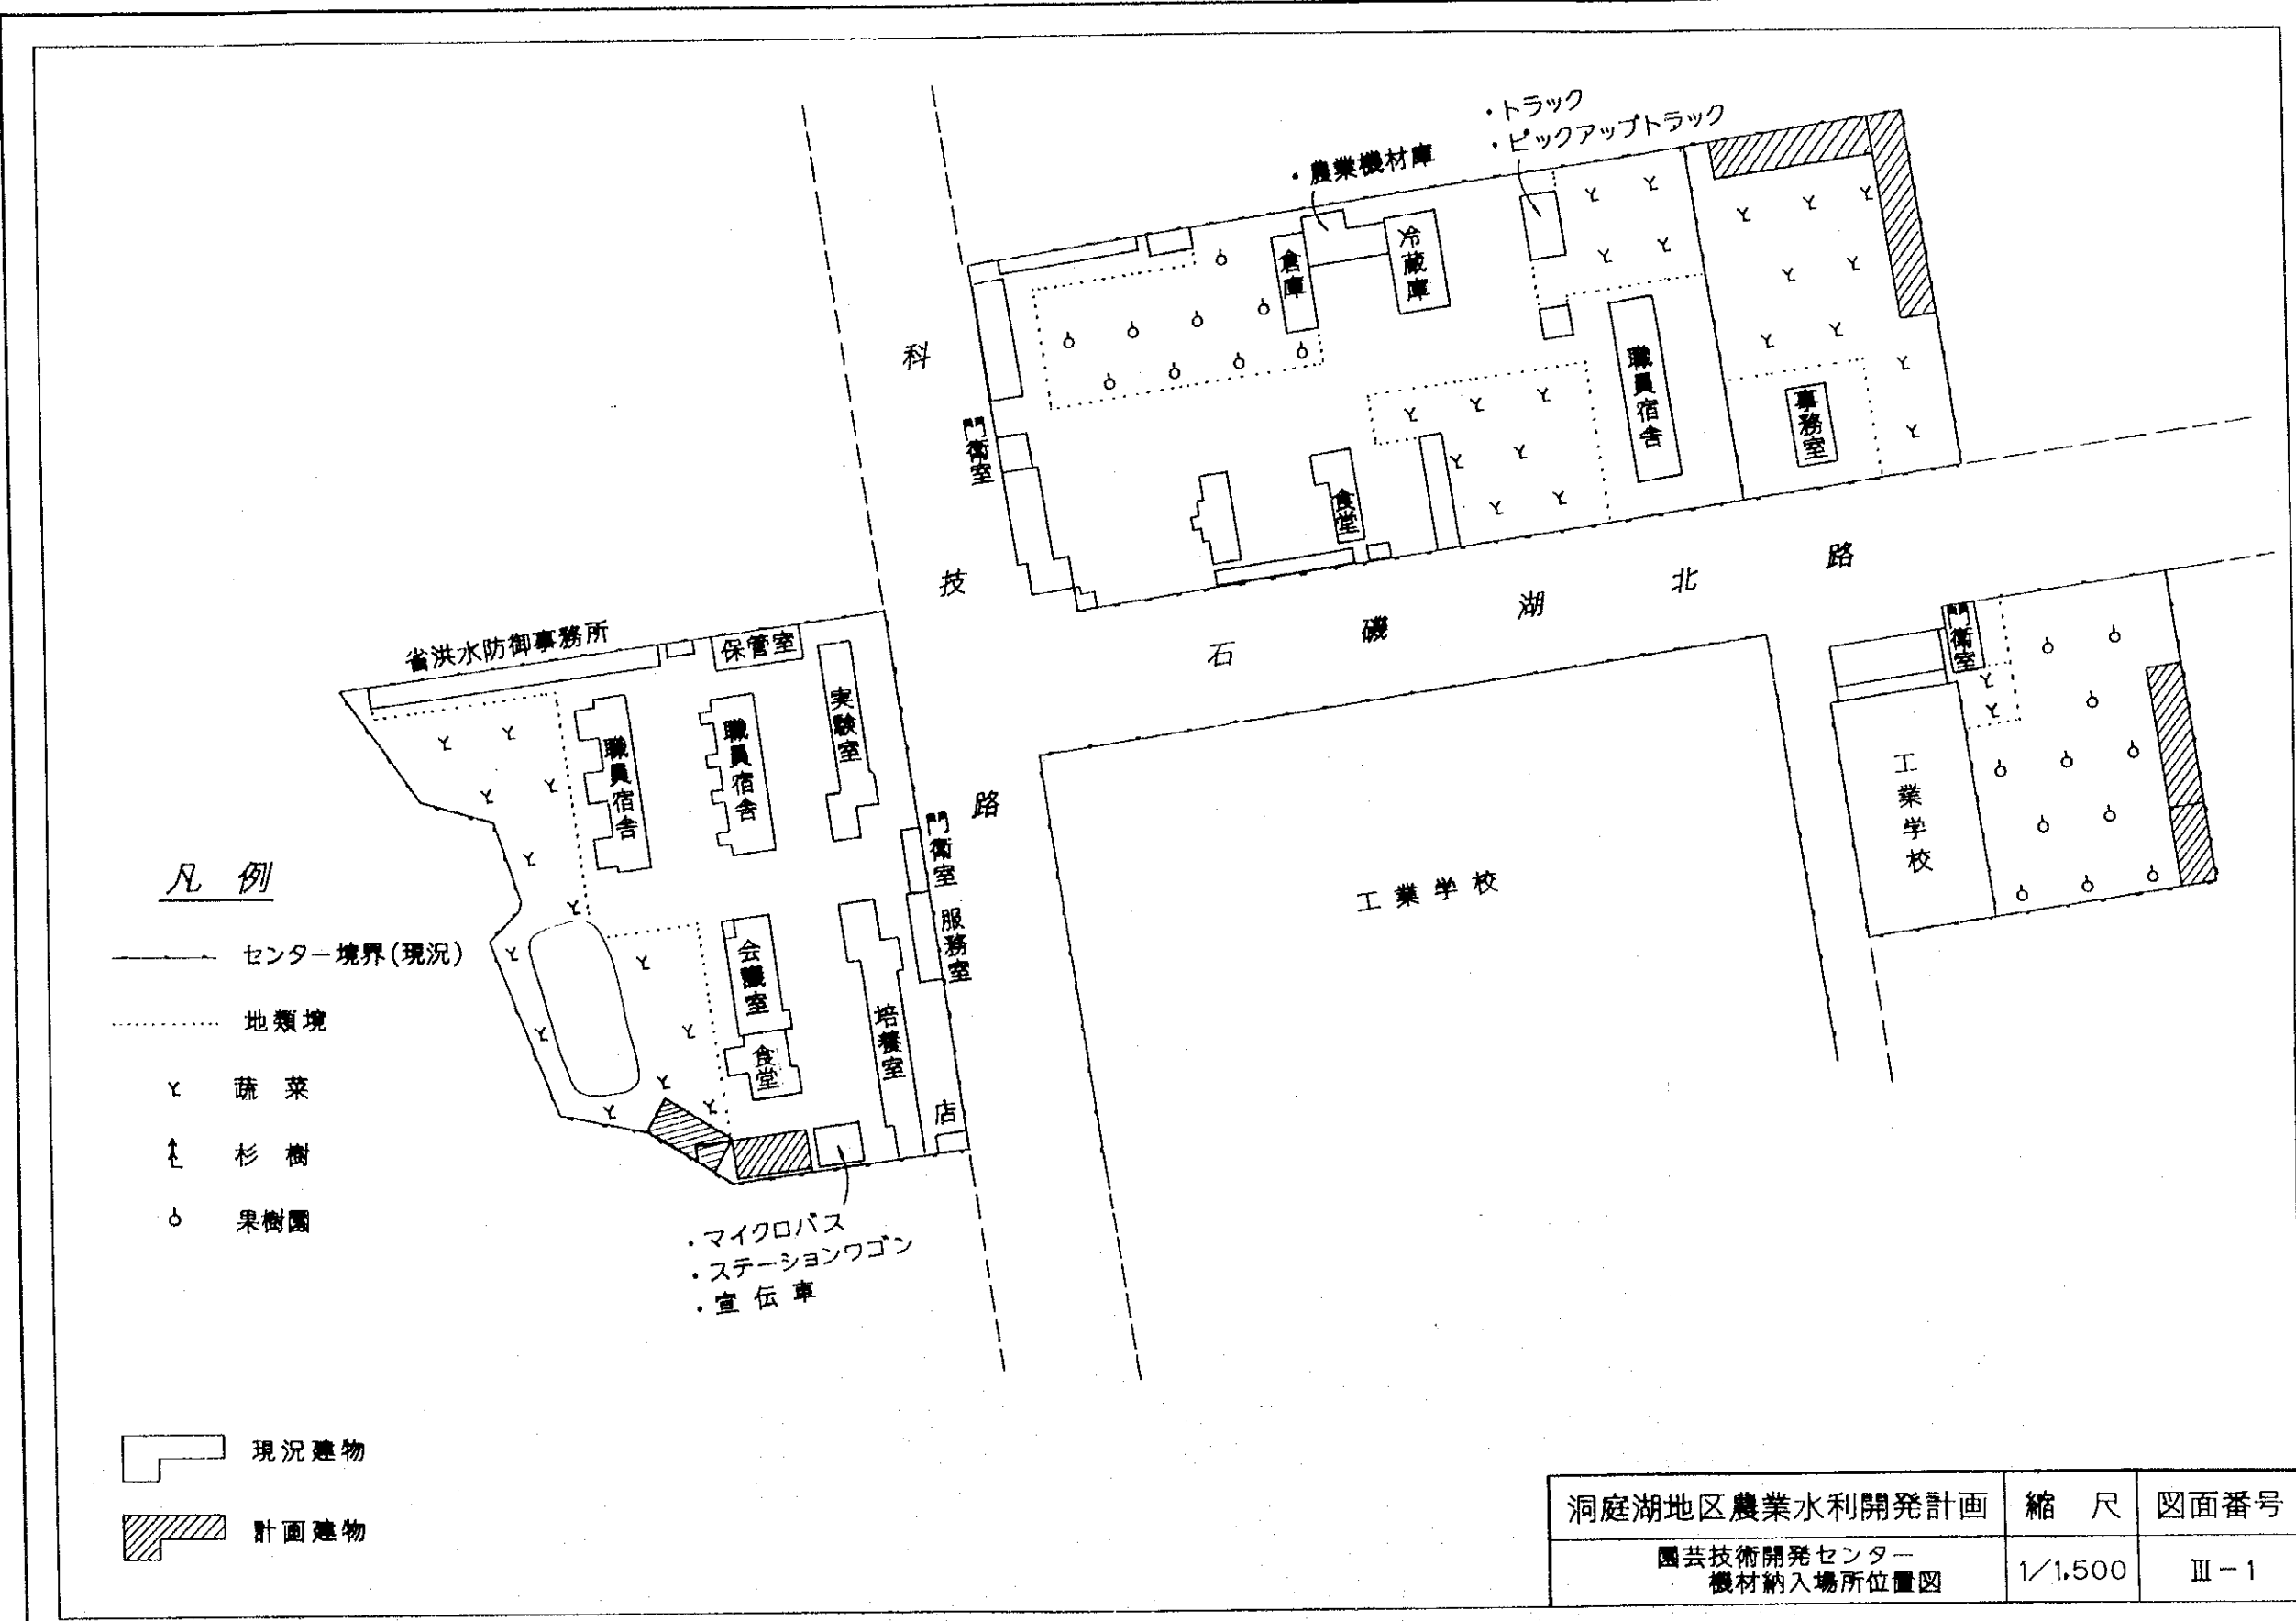 ・トラック
・ピックアップトラック
・農業機材庫
倉庫
冷蔵庫
職員宿舎
事務室
門衛室
食堂
科技路
石磯湖北路
省洪水防御事務所
保管室
実験室
職員宿舎
職員宿舎
門衛室
服務室
会議室
食堂
培養室
店
・マイクロバス
・ステーションワゴン
・宣伝車
工業学校
門衛室
工業学校
凡例
センター境界(現況)
地類境
蔬菜
杉樹
果樹園
現況建物
計画建物
洞庭湖地区農業水利開発計画
縮尺
図面番号
園芸技術開発センター
機材納入場所位置図
1/1.500
Ⅲ-1